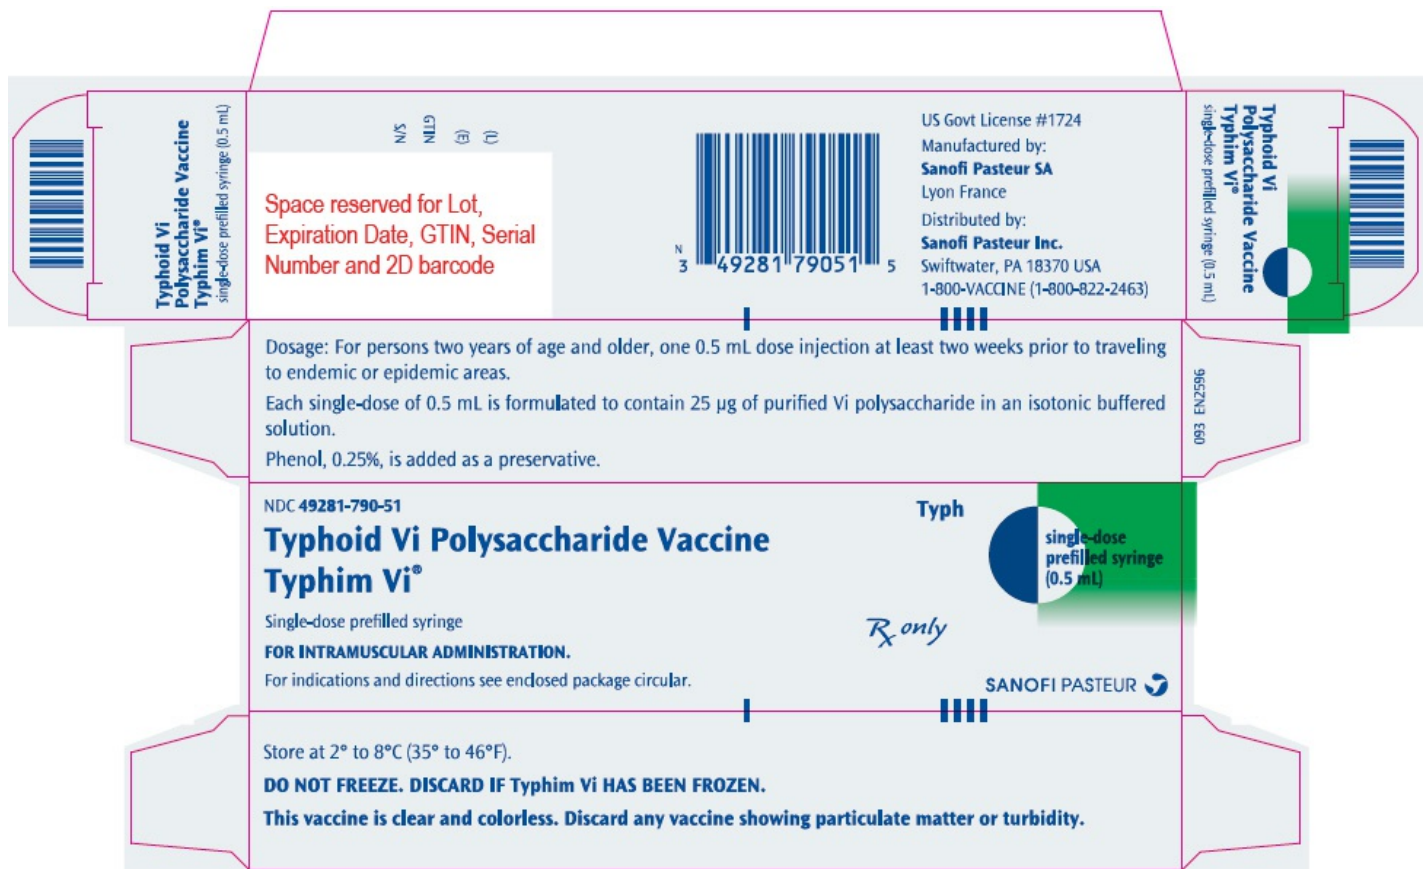 Typhoid Vi
Polysaccharide Vaccine
Typhim Vi®
single-dose prefilled syringe (0.5 mL)
(L)
(E)
GTIN
S/N
Space reserved for Lot,
Expiration Date, GTIN, Serial
Number and 2D barcode
N
3 49281 79051 5
US Govt License #1724
Manufactured by:
Sanofi Pasteur SA
Lyon France
Distributed by:
Sanofi Pasteur Inc.
Swiftwater, PA 18370 USA
1-800-VACCINE (1-800-822-2463)
Typhoid Vi
Polysaccharide Vaccine
Typhim Vi®
single-dose prefilled syringe (0.5 mL)
Dosage: For persons two years of age and older, one 0.5 mL dose injection at least two weeks prior to traveling
to endemic or epidemic areas.
Each single-dose of 0.5 mL is formulated to contain 25 µg of purified Vi polysaccharide in an isotonic buffered
solution.
Phenol, 0.25%, is added as a preservative.
093 EN2596
NDC 49281-790-51
Typhoid Vi Polysaccharide Vaccine
Typhim Vi®
Single-dose prefilled syringe
FOR INTRAMUSCULAR ADMINISTRATION.
For indications and directions see enclosed package circular.
Typh
single-dose
prefilled syringe
(0.5 mL)
Rx only
SANOFI PASTEUR
Store at 2° to 8°C (35° to 46°F).
DO NOT FREEZE. DISCARD IF Typhim Vi HAS BEEN FROZEN.
This vaccine is clear and colorless. Discard any vaccine showing particulate matter or turbidity.